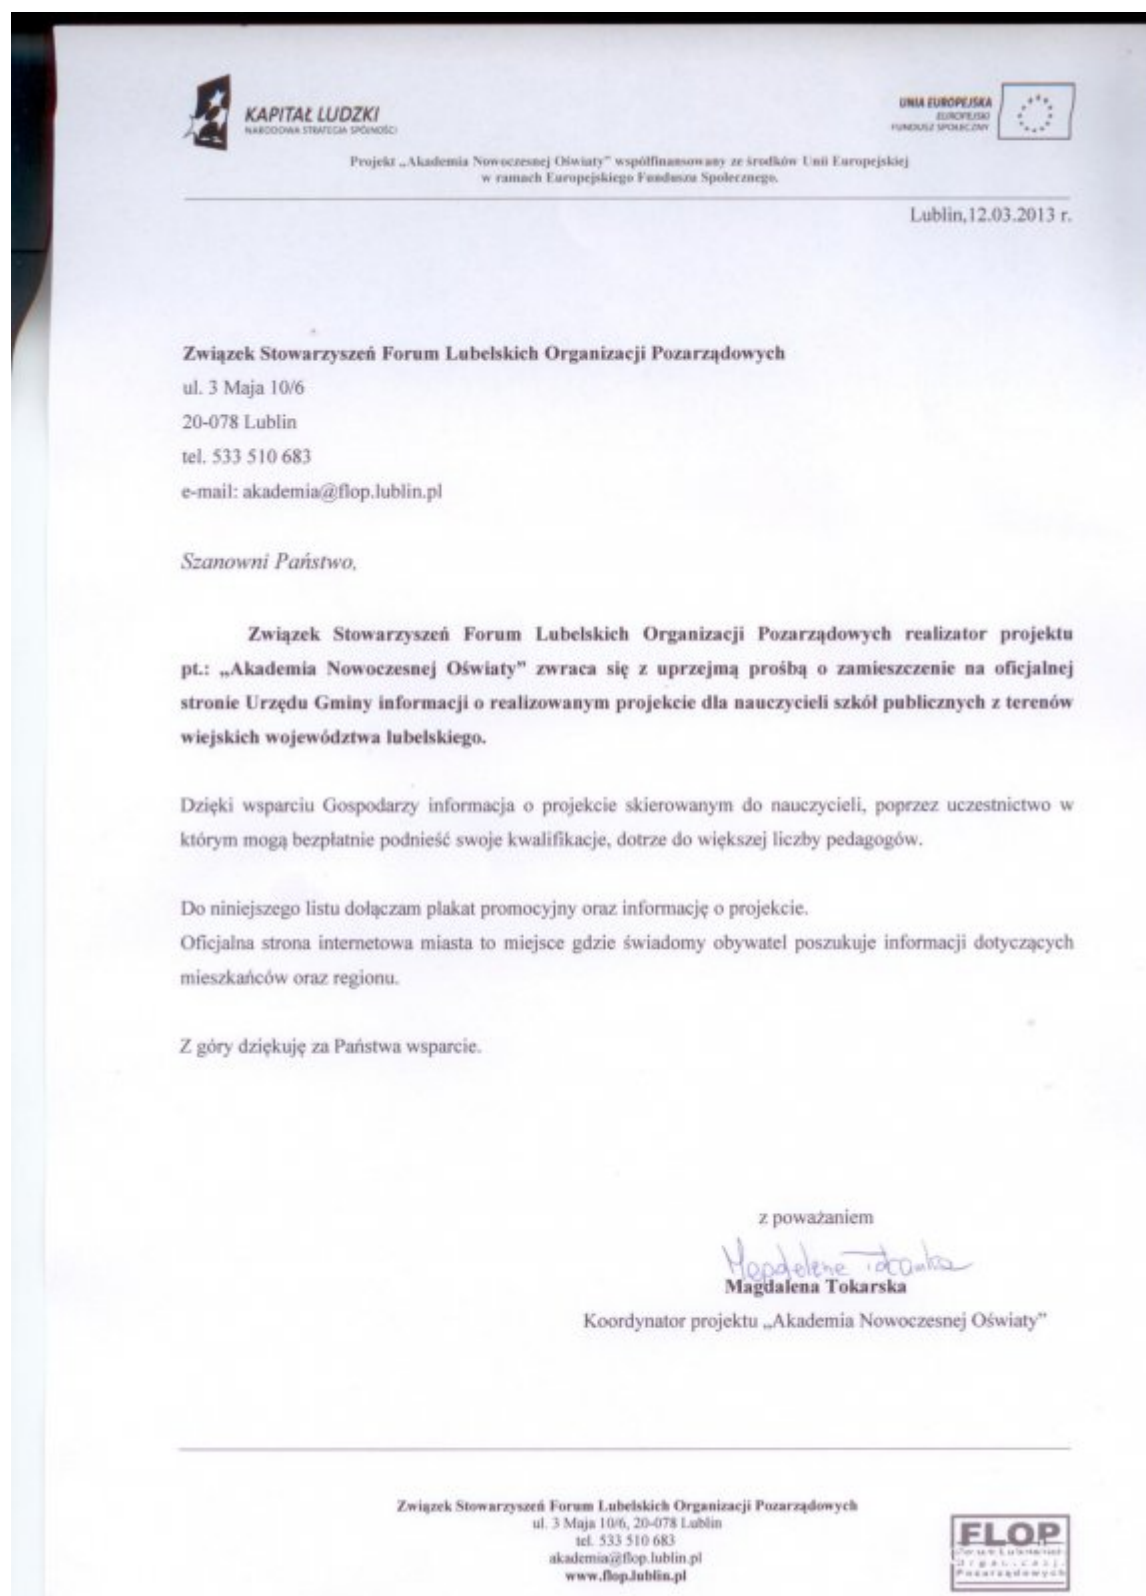 KAPITAŁ LUDZKI
NARODOWA STRATEGIA SPÓJNOŚCI
UNIA EUROPEJSKA
EUROPEJSKI
FUNDUSZ SPOŁECZNY
Projekt „Akademia Nowoczesnej Oświaty” współfinansowany ze środków Unii Europejskiej
w ramach Europejskiego Funduszu Społecznego.
Lublin,12.03.2013 r.
Związek Stowarzyszeń Forum Lubelskich Organizacji Pozarządowych
ul. 3 Maja 10/6
20-078 Lublin
tel. 533 510 683
e-mail: akademia@flop.lublin.pl
Szanowni Państwo,
Związek Stowarzyszeń Forum Lubelskich Organizacji Pozarządowych realizator projektu
pt.: „Akademia Nowoczesnej Oświaty” zwraca się z uprzejmą prośbą o zamieszczenie na oficjalnej
stronie Urzędu Gminy informacji o realizowanym projekcie dla nauczycieli szkół publicznych z terenów
wiejskich województwa lubelskiego.
Dzięki wsparciu Gospodarzy informacja o projekcie skierowanym do nauczycieli, poprzez uczestnictwo w
którym mogą bezpłatnie podnieść swoje kwalifikacje, dotrze do większej liczby pedagogów.
Do niniejszego listu dołączam plakat promocyjny oraz informację o projekcie.
Oficjalna strona internetowa miasta to miejsce gdzie świadomy obywatel poszukuje informacji dotyczących
mieszkańców oraz regionu.
Z góry dziękuję za Państwa wsparcie.
z poważaniem
Magdalena Tokarska
Magdalena Tokarska
Koordynator projektu „Akademia Nowoczesnej Oświaty”
Związek Stowarzyszeń Forum Lubelskich Organizacji Pozarządowych
ul. 3 Maja 10/6, 20-078 Lublin
tel. 533 510 683
akademia@flop.lublin.pl
www.flop.lublin.pl
FLOP
Forum Lubelskich
Organizacji
Pozarządowych